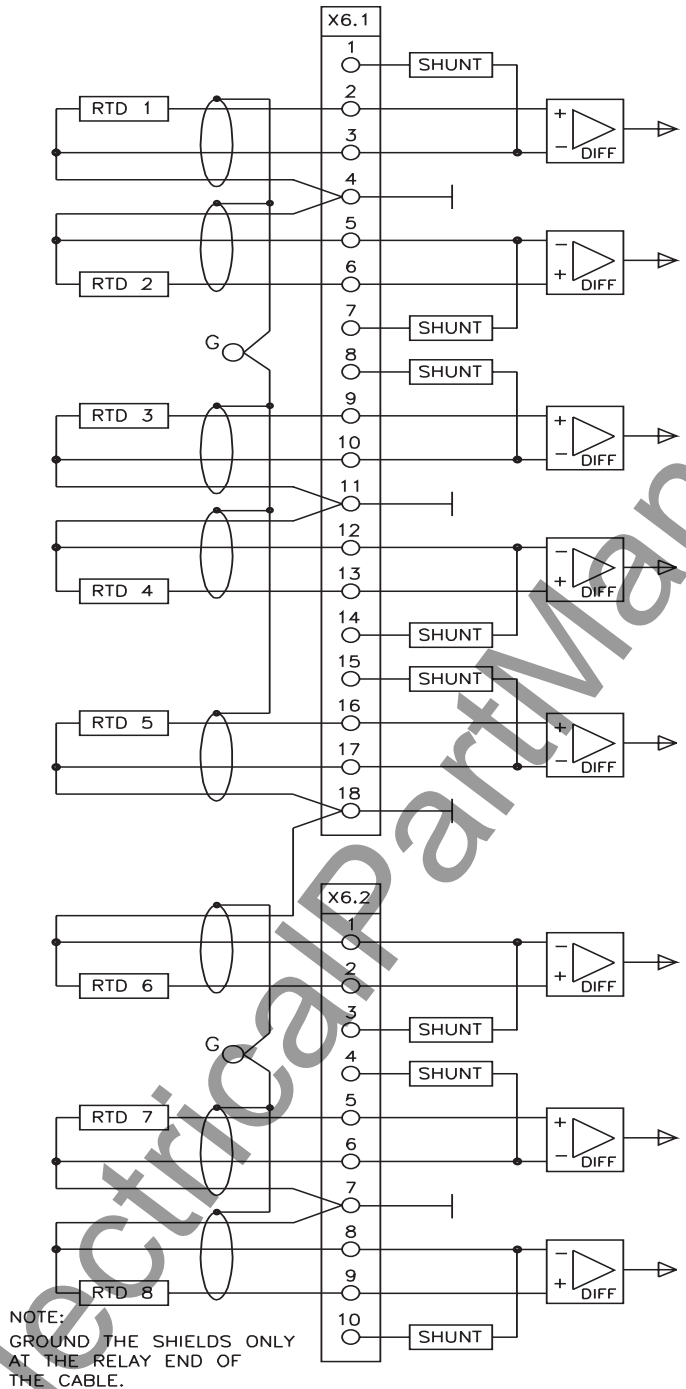 X6.1
1
SHUNT
RTD 1
2
+
DIFF
3
−
4
5
−
DIFF
RTD 2
6
+
7
SHUNT
G
8
SHUNT
RTD 3
9
+
DIFF
10
−
11
12
−
DIFF
RTD 4
13
+
14
SHUNT
15
SHUNT
RTD 5
16
+
DIFF
17
−
18
X6.2
1
−
DIFF
RTD 6
2
+
3
SHUNT
G
4
SHUNT
RTD 7
5
+
DIFF
6
−
7
8
−
DIFF
RTD 8
9
+
10
SHUNT
NOTE:
GROUND THE SHIELDS ONLY
AT THE RELAY END OF
THE CABLE.
lectricalPartMan